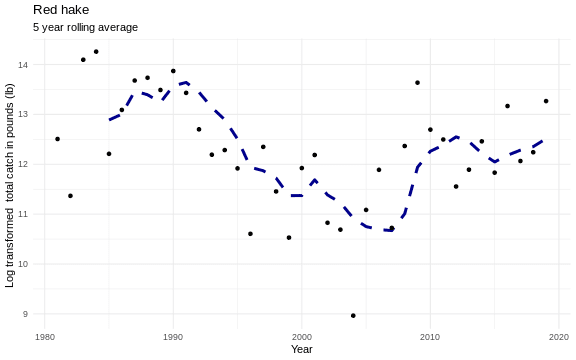 Red hake
5 year rolling average
Log transformed  total catch in pounds (lb)
14
13
12
11
10
9
1980 1990 2000 2010 2020
Year